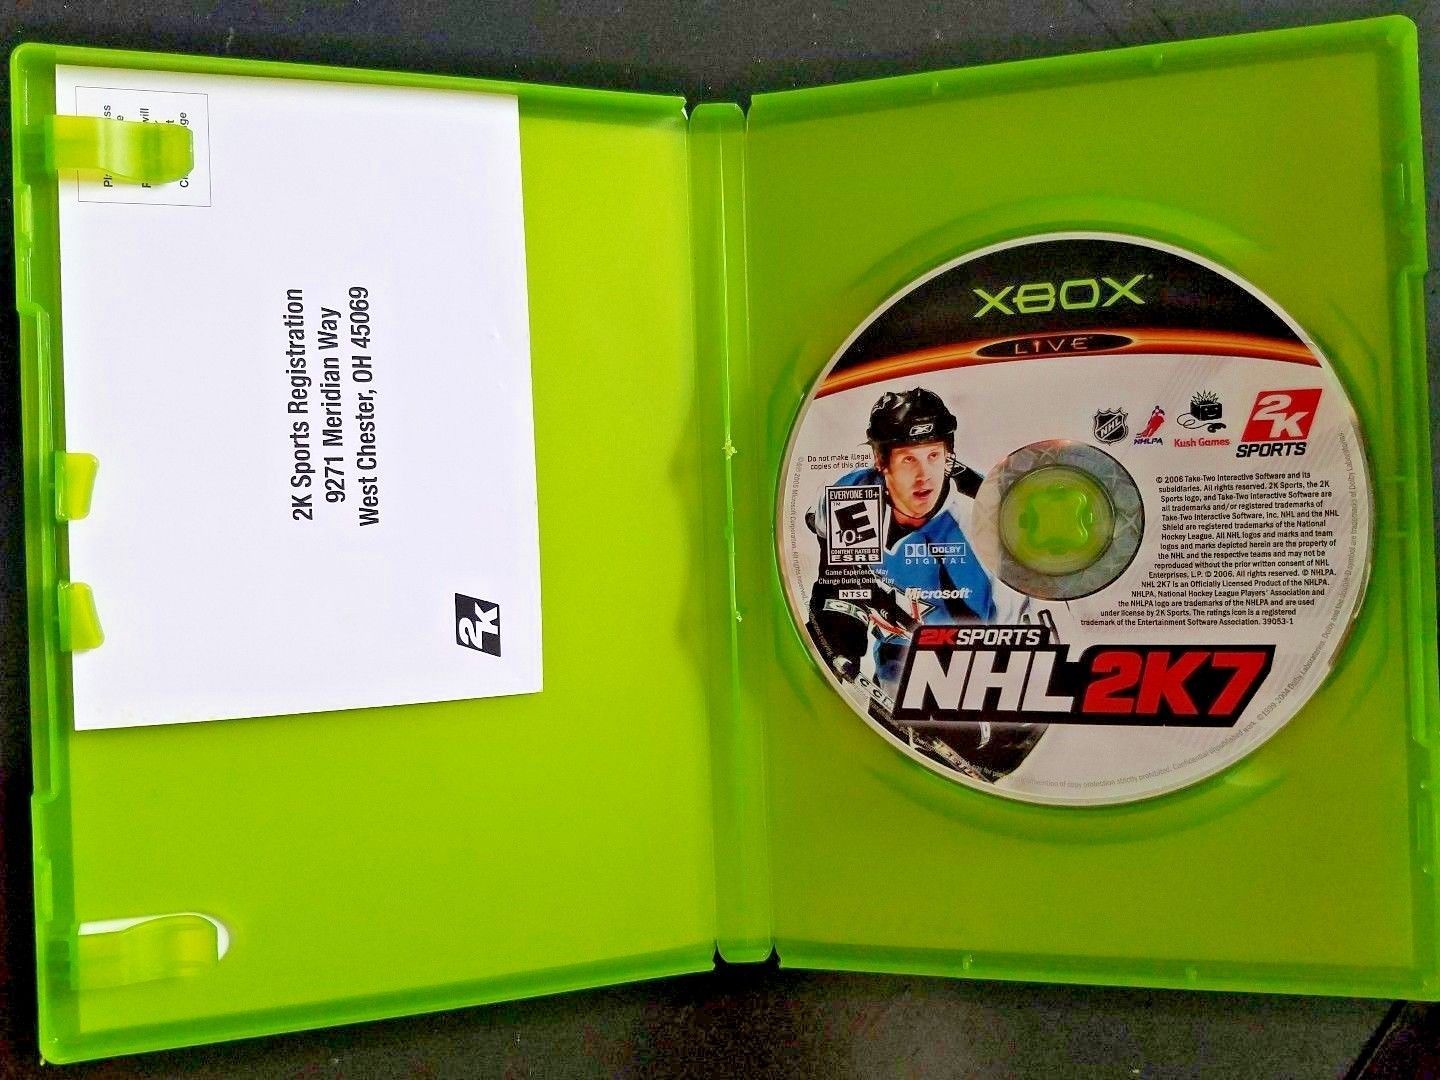 2K Sports Registration
9271 Meridian Way
West Chester, OH 45069
2K
XBOX
LIVE
NHL
NHLPA
Kush Games
2K
SPORTS
Do not make illegal
copies of this disc
EVERYONE 10+
E
10+
CONTENT RATED BY
ESRB
Game Experience May
Change During Online Play
NTSC
DOLBY
DIGITAL
Microsoft
© 2006 Take-Two Interactive Software and its
subsidiaries. All rights reserved. 2K Sports, the 2K
Sports logo, and Take-Two Interactive Software are
all trademarks and/or registered trademarks of
Take-Two Interactive Software, Inc. NHL and the NHL
Shield are registered trademarks of the National
Hockey League. All NHL logos and marks and team
logos and marks depicted herein are the property of
the NHL and the respective teams and may not be
reproduced without the prior written consent of NHL
Enterprises, L.P. © 2006. All rights reserved. © NHLPA.
NHL 2K7 is an Officially Licensed Product of the NHLPA.
NHLPA, National Hockey League Players' Association and
the NHLPA logo are trademarks of the NHLPA and are used
under license by 2K Sports. The ratings icon is a registered
trademark of the Entertainment Software Association. 39053-1
2KSPORTS
NHL 2K7